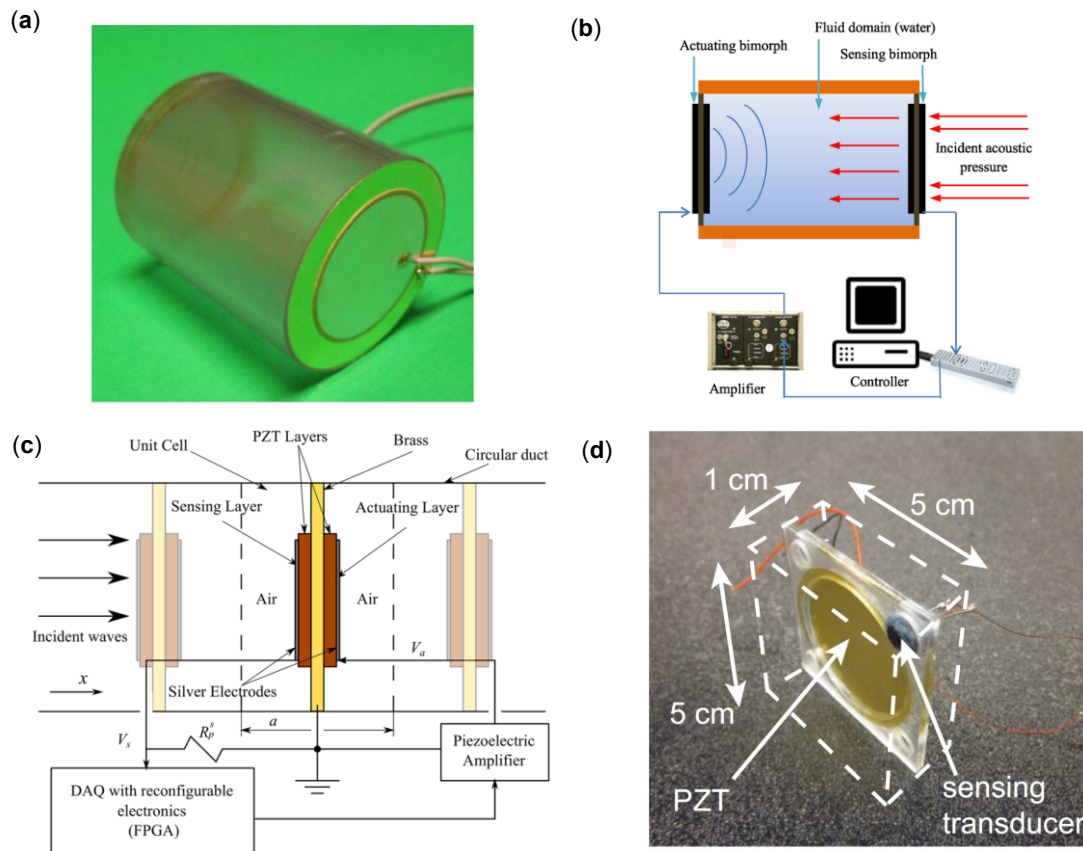 (a)
(b)
Fluid domain (water)
Actuating bimorph
Sensing bimorph
Incident acoustic
pressure
Amplifier
Controller
(c)
Unit Cell
PZT Layers
Brass
Circular duct
Sensing Layer
Actuating Layer
Air
Air
Incident waves
V_a
Silver Electrodes
x
a
V_s
R_p^s
Piezoelectric
Amplifier
DAQ with reconfigurable
electronics
(FPGA)
(d)
1 cm
5 cm
5 cm
PZT
sensing
transducer